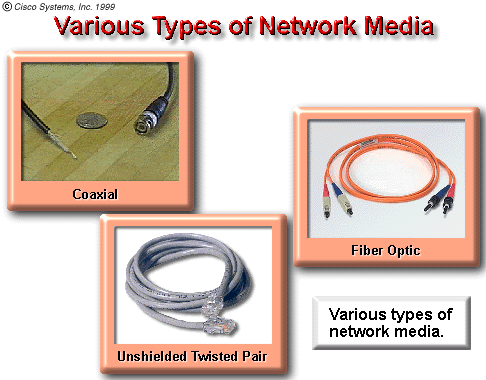 © Cisco Systems, Inc. 1999
Various Types of Network Media
Coaxial
Fiber Optic
Unshielded Twisted Pair
Various types of
network media.